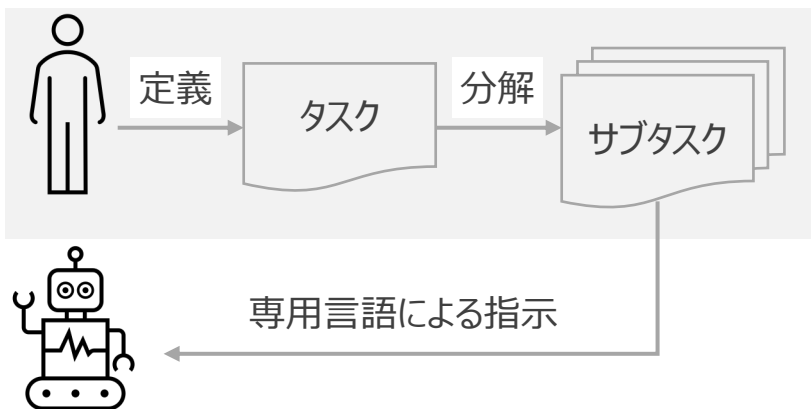 定義
タスク
分解
サブタスク
専用言語による指示